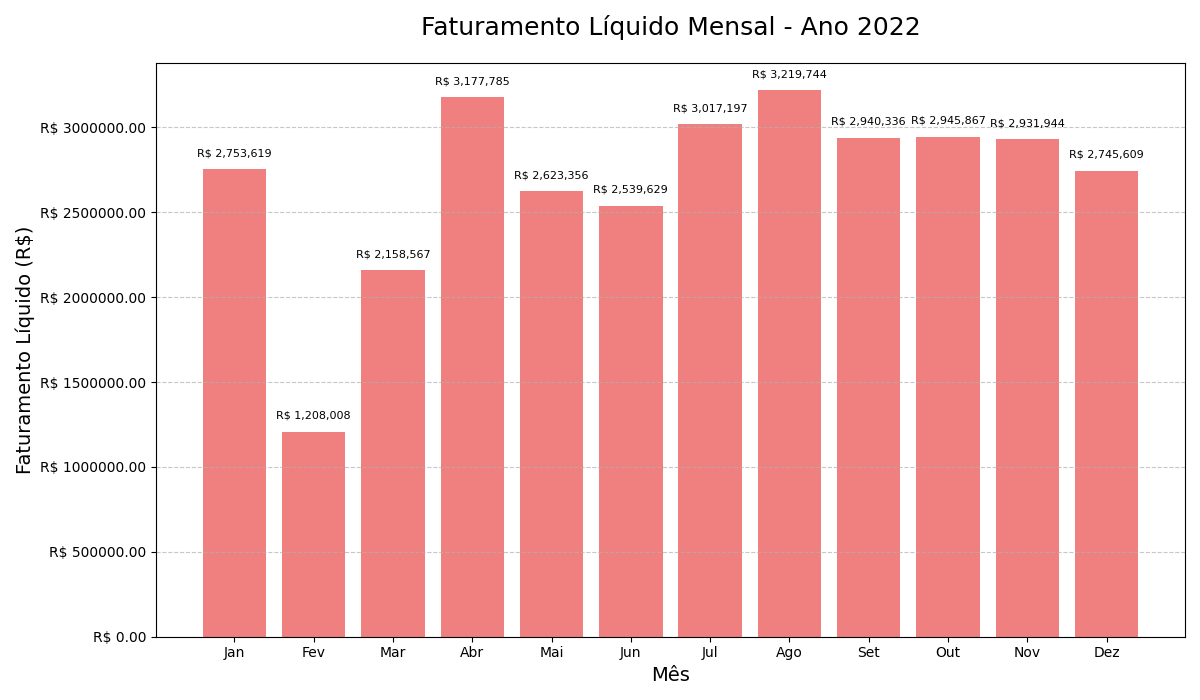 Faturamento Líquido Mensal - Ano 2022
Faturamento Líquido (R$)
R$ 3000000.00
R$ 2500000.00
R$ 2000000.00
R$ 1500000.00
R$ 1000000.00
R$ 500000.00
R$ 0.00
R$ 2,753,619
R$ 1,208,008
R$ 2,158,567
R$ 3,177,785
R$ 2,623,356
R$ 2,539,629
R$ 3,017,197
R$ 3,219,744
R$ 2,940,336
R$ 2,945,867
R$ 2,931,944
R$ 2,745,609
Jan Fev Mar Abr Mai Jun Jul Ago Set Out Nov Dez
Mês